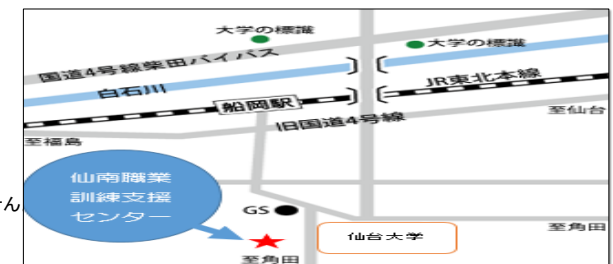 大学の標識
大学の標識
国道4号線柴田バイパス
白石川
JR東北本線
船岡駅
至仙台
旧国道4号線
至福島
仙南職業
訓練支援
センター
けん
GS
仙台大学
至角田
至角田